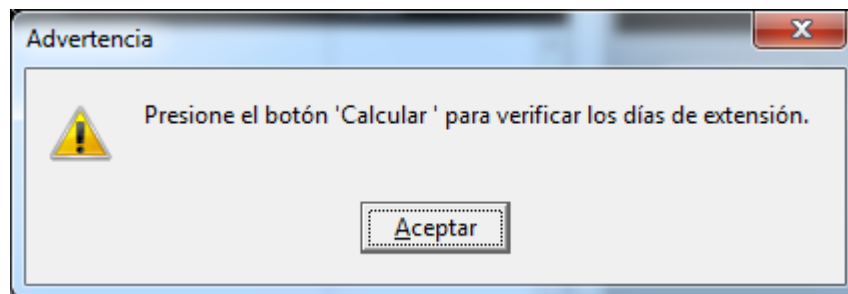 Advertencia
Presione el botón 'Calcular ' para verificar los días de extensión.
Aceptar